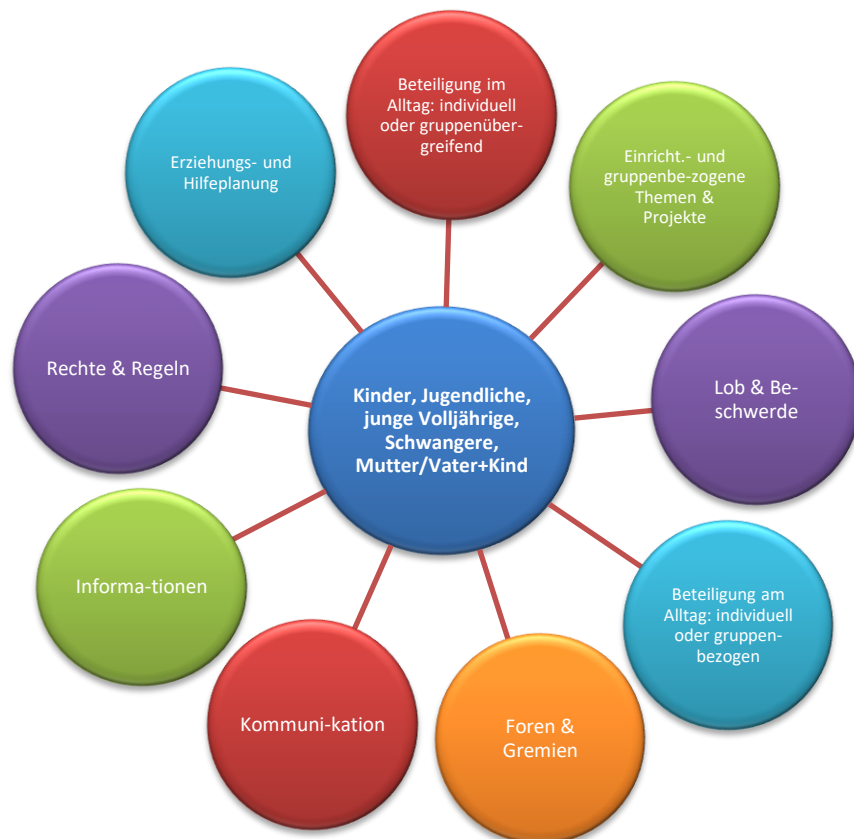 Beteiligung im
Alltag: individuell
oder gruppenüber-
greifend
Einricht.- und
gruppenbe-zogene
Themen &
Projekte
Lob & Be-
schwerde
Beteiligung am
Alltag: individuell
oder gruppen-
bezogen
Foren &
Gremien
Kommuni-kation
Informa-tionen
Rechte & Regeln
Erziehungs- und
Hilfeplanung
Kinder, Jugendliche,
junge Volljährige,
Schwangere,
Mutter/Vater+Kind